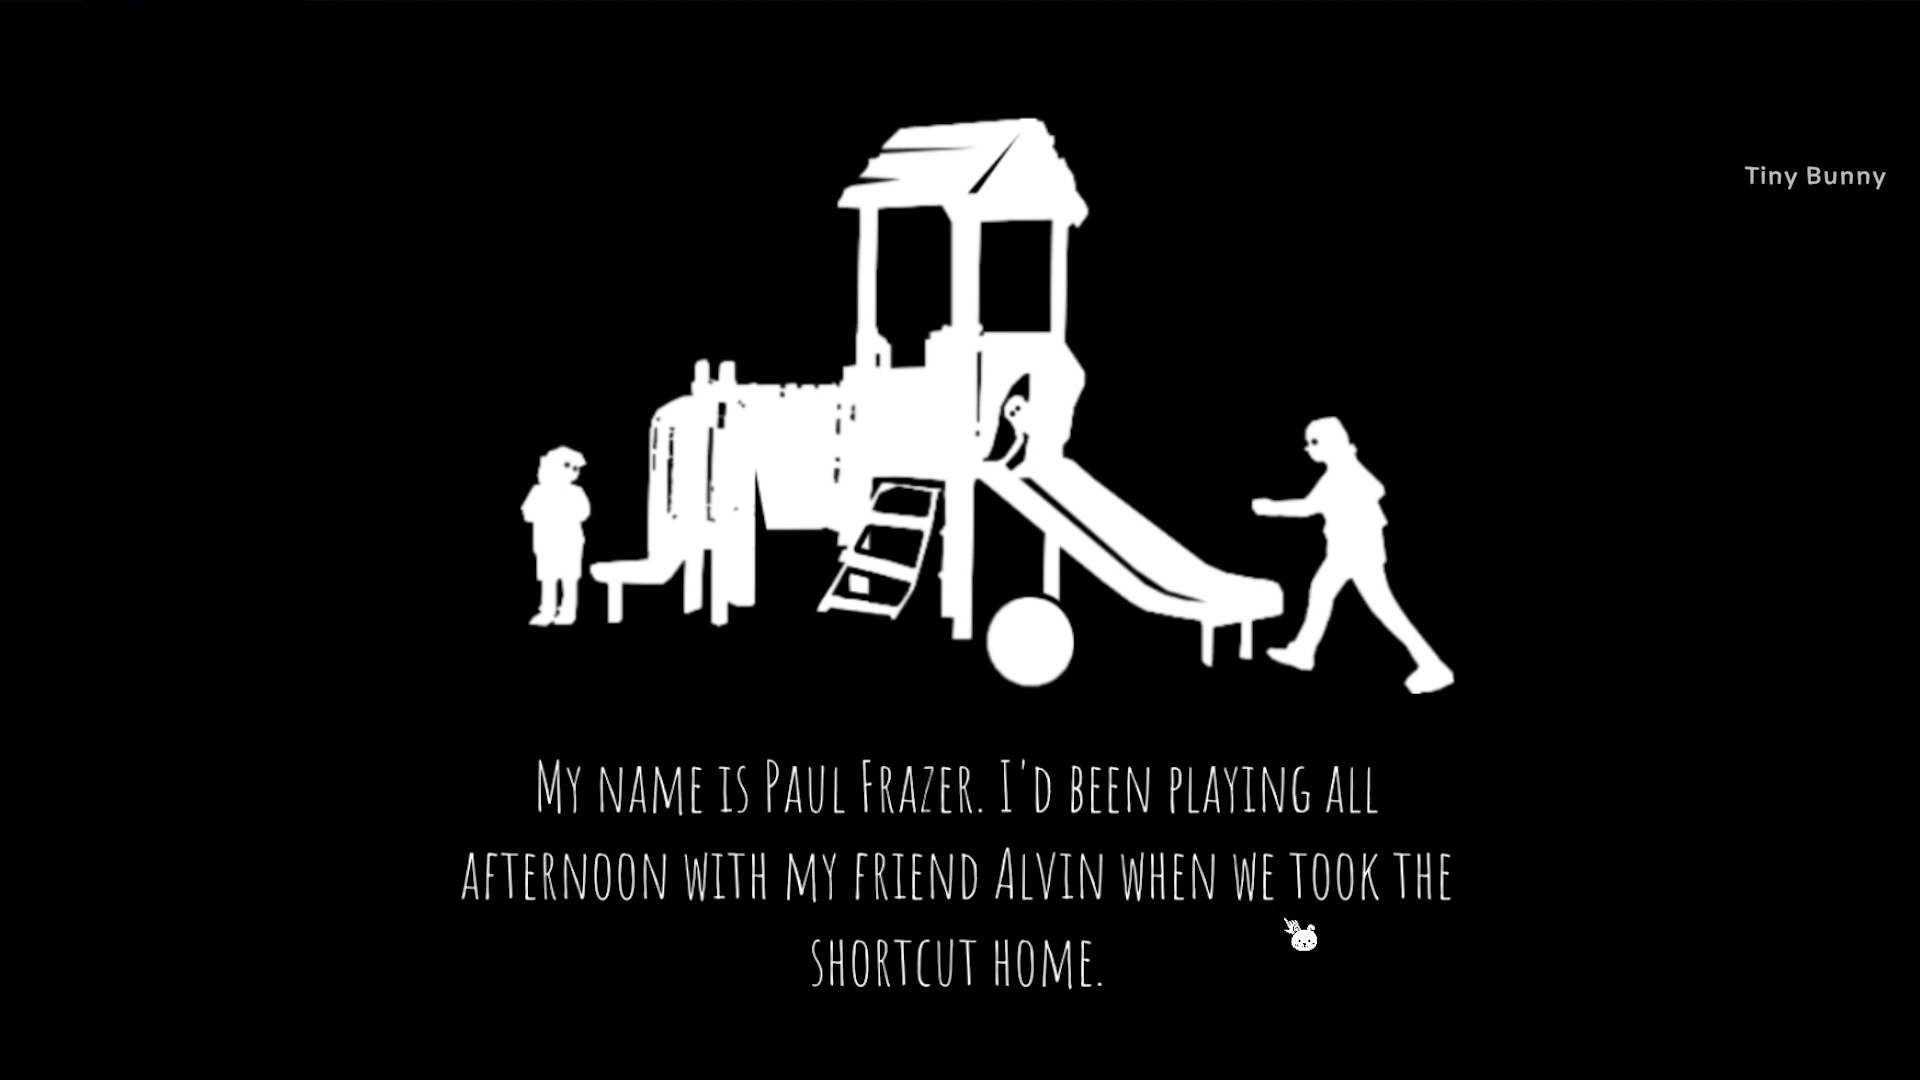 Tiny Bunny
My name is Paul Frazer. I'd been playing all
afternoon with my friend Alvin when we took the
shortcut home.